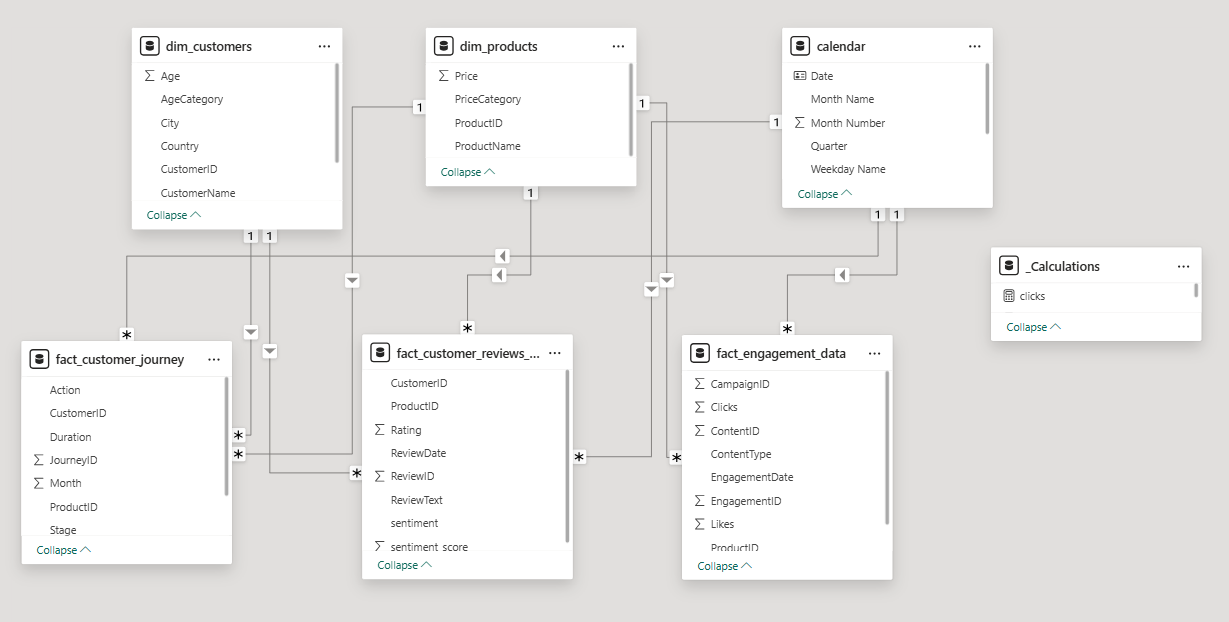 dim_customers
Age
AgeCategory
City
Country
CustomerID
CustomerName
Collapse
dim_products
Price
PriceCategory
ProductID
ProductName
Collapse
calendar
Date
Month Name
Month Number
Quarter
Weekday Name
Collapse
_Calculations
clicks
Collapse
1
1
1
1
1
1
1
1
fact_customer_journey
Action
CustomerID
Duration
JourneyID
Month
ProductID
Stage
Collapse
fact_customer_reviews_...
CustomerID
ProductID
Rating
ReviewDate
ReviewID
ReviewText
sentiment
sentiment score
Collapse
fact_engagement_data
CampaignID
Clicks
ContentID
ContentType
EngagementDate
EngagementID
Likes
ProductID
Collapse